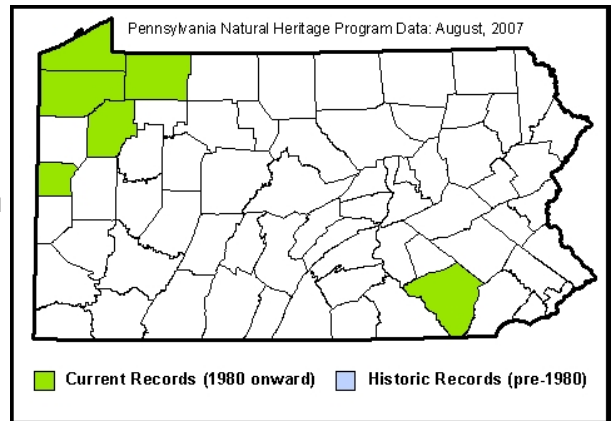 Pennsylvania Natural Heritage Program Data: August, 2007
Current Records (1980 onward) Historic Records (pre-1980)